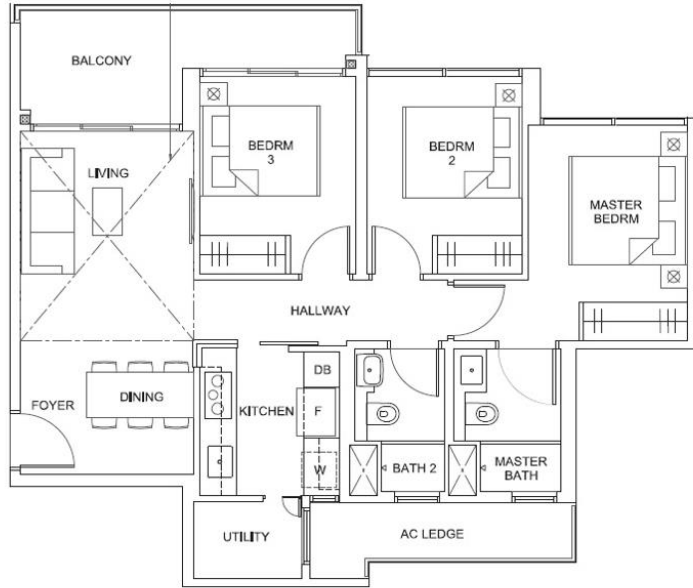 BALCONY
BEDRM
3
BEDRM
2
LIVING
MASTER
BEDRM
HALLWAY
DB
F
W
FOYER
DINING
KITCHEN
BATH 2
MASTER
BATH
UTILITY
AC LEDGE